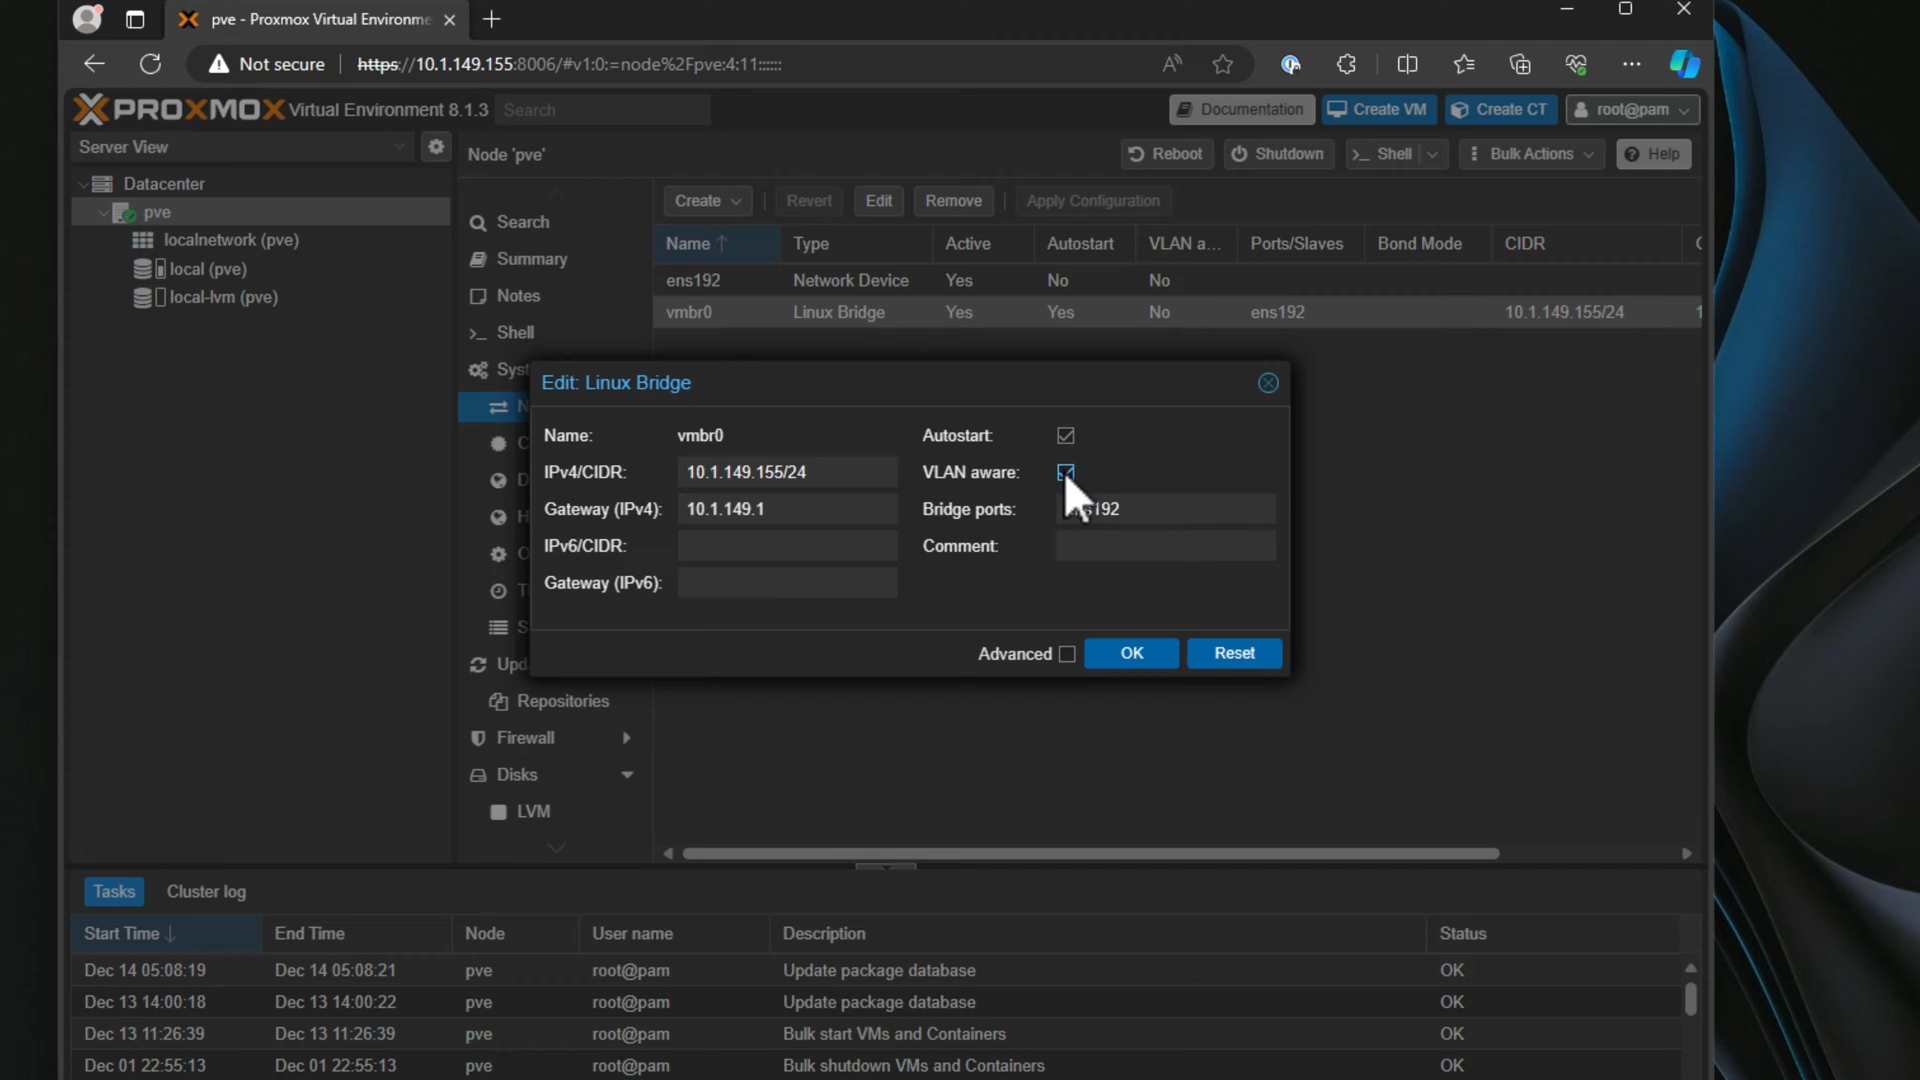 pve - Proxmox Virtual Environme
Not secure
https://10.1.149.155:8006/#v1:0:=node%2Fpve:4:11::::::
PROXMOX Virtual Environment 8.1.3
Search
Documentation
Create VM
Create CT
root@pam
Server View
Node 'pve'
Reboot
Shutdown
Shell
Bulk Actions
Help
Datacenter
pve
localnetwork (pve)
local (pve)
local-lvm (pve)
Search
Summary
Notes
Shell
Syst
N
C
D
H
O
Ti
S
Upd
Repositories
Firewall
Disks
LVM
Create
Revert
Edit
Remove
Apply Configuration
Name Type Active Autostart VLAN a... Ports/Slaves Bond Mode CIDR
ens192 Network Device Yes No No
vmbr0 Linux Bridge Yes Yes No ens192 10.1.149.155/24 1
Edit: Linux Bridge
Name: vmbr0
IPv4/CIDR: 10.1.149.155/24
Gateway (IPv4): 10.1.149.1
IPv6/CIDR:
Gateway (IPv6):
Autostart:
VLAN aware:
Bridge ports: 192
Comment:
Advanced
OK
Reset
Tasks
Cluster log
Start Time End Time Node User name Description Status
Dec 14 05:08:19 Dec 14 05:08:21 pve root@pam Update package database OK
Dec 13 14:00:18 Dec 13 14:00:22 pve root@pam Update package database OK
Dec 13 11:26:39 Dec 13 11:26:39 pve root@pam Bulk start VMs and Containers OK
Dec 01 22:55:13 Dec 01 22:55:13 pve root@pam Bulk shutdown VMs and Containers OK